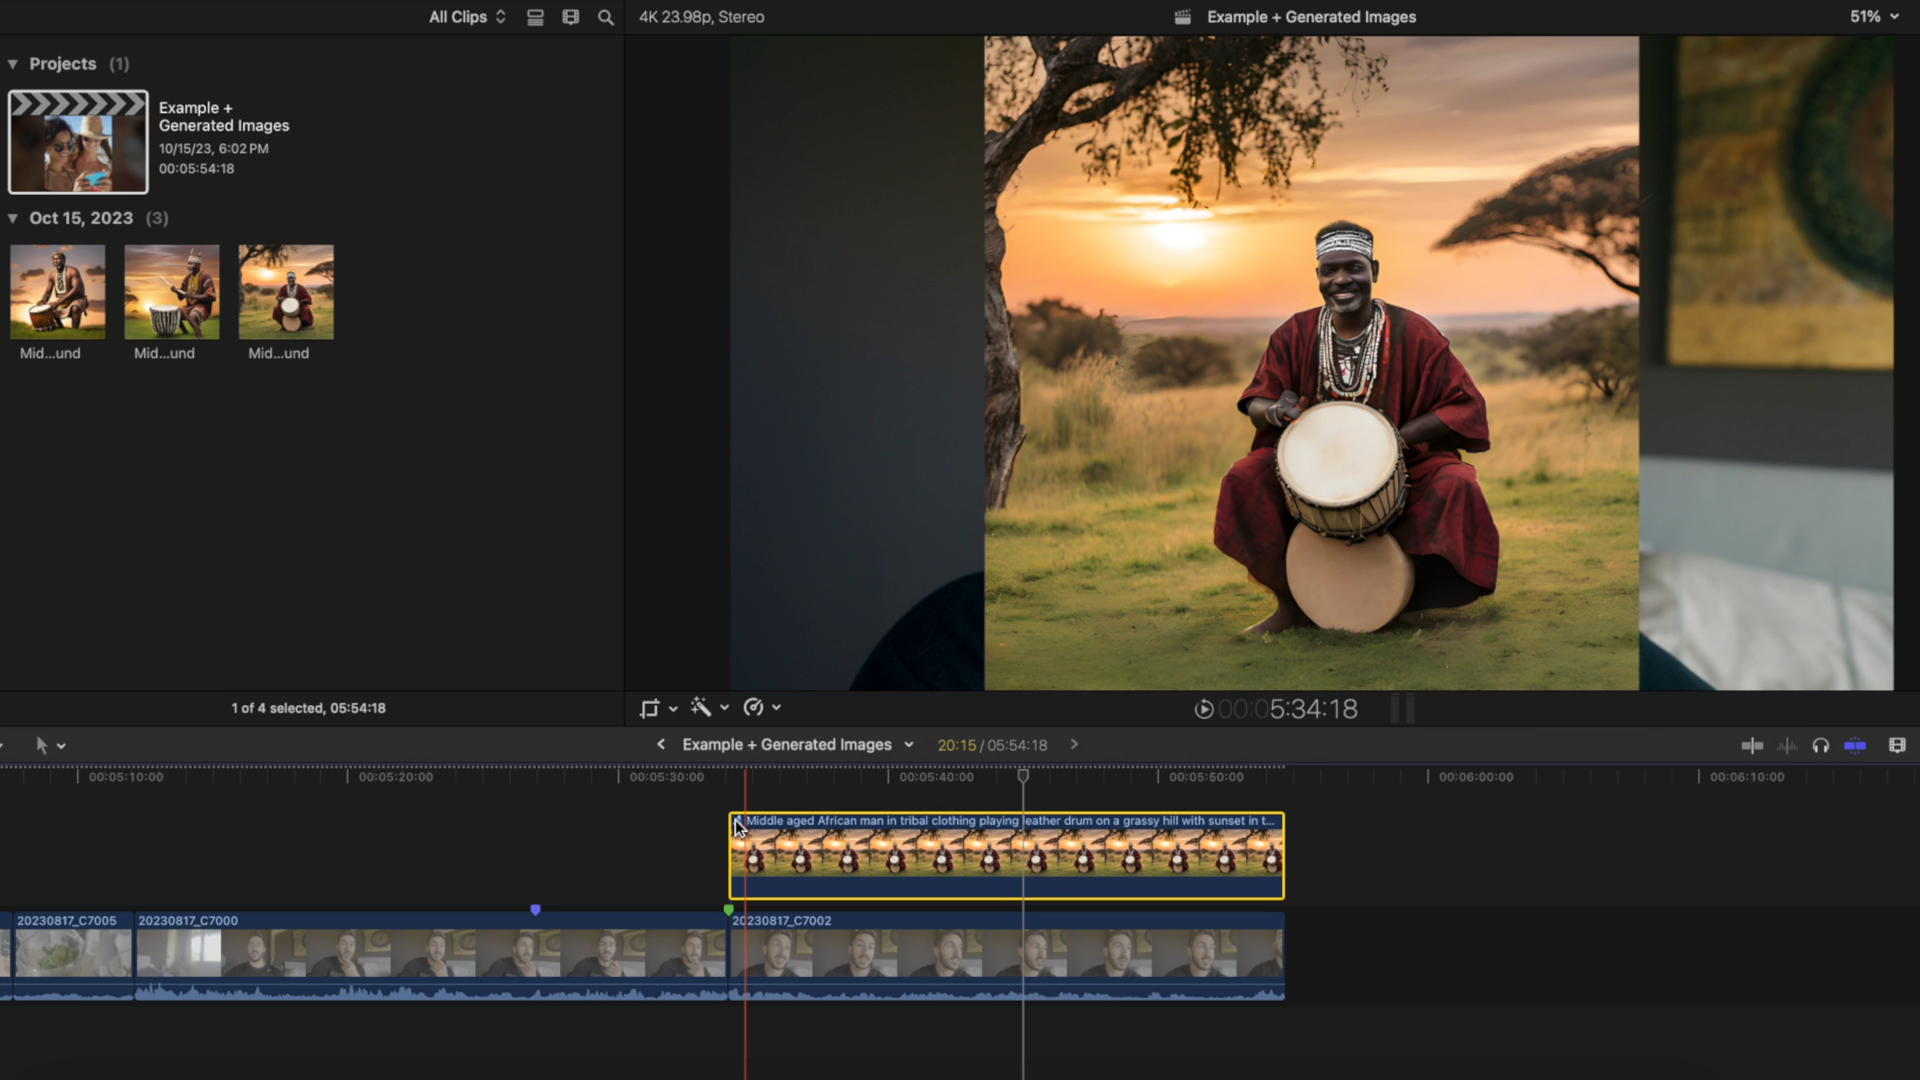 All Clips
4K 23.98p, Stereo
Example + Generated Images
51%
Projects (1)
Example +
Generated Images
10/15/23, 6:02 PM
00:05:54:18
Oct 15, 2023 (3)
Mid...und
Mid...und
Mid...und
1 of 4 selected, 05:54:18
00:05:34:18
Example + Generated Images
20:15 / 05:54:18
00:05:10:00
00:05:20:00
00:05:30:00
00:05:40:00
00:05:50:00
00:06:00:00
00:06:10:00
Middle aged African man in tribal clothing playing leather drum on a grassy hill with sunset in t...
20230817_C7005
20230817_C7000
20230817_C7002